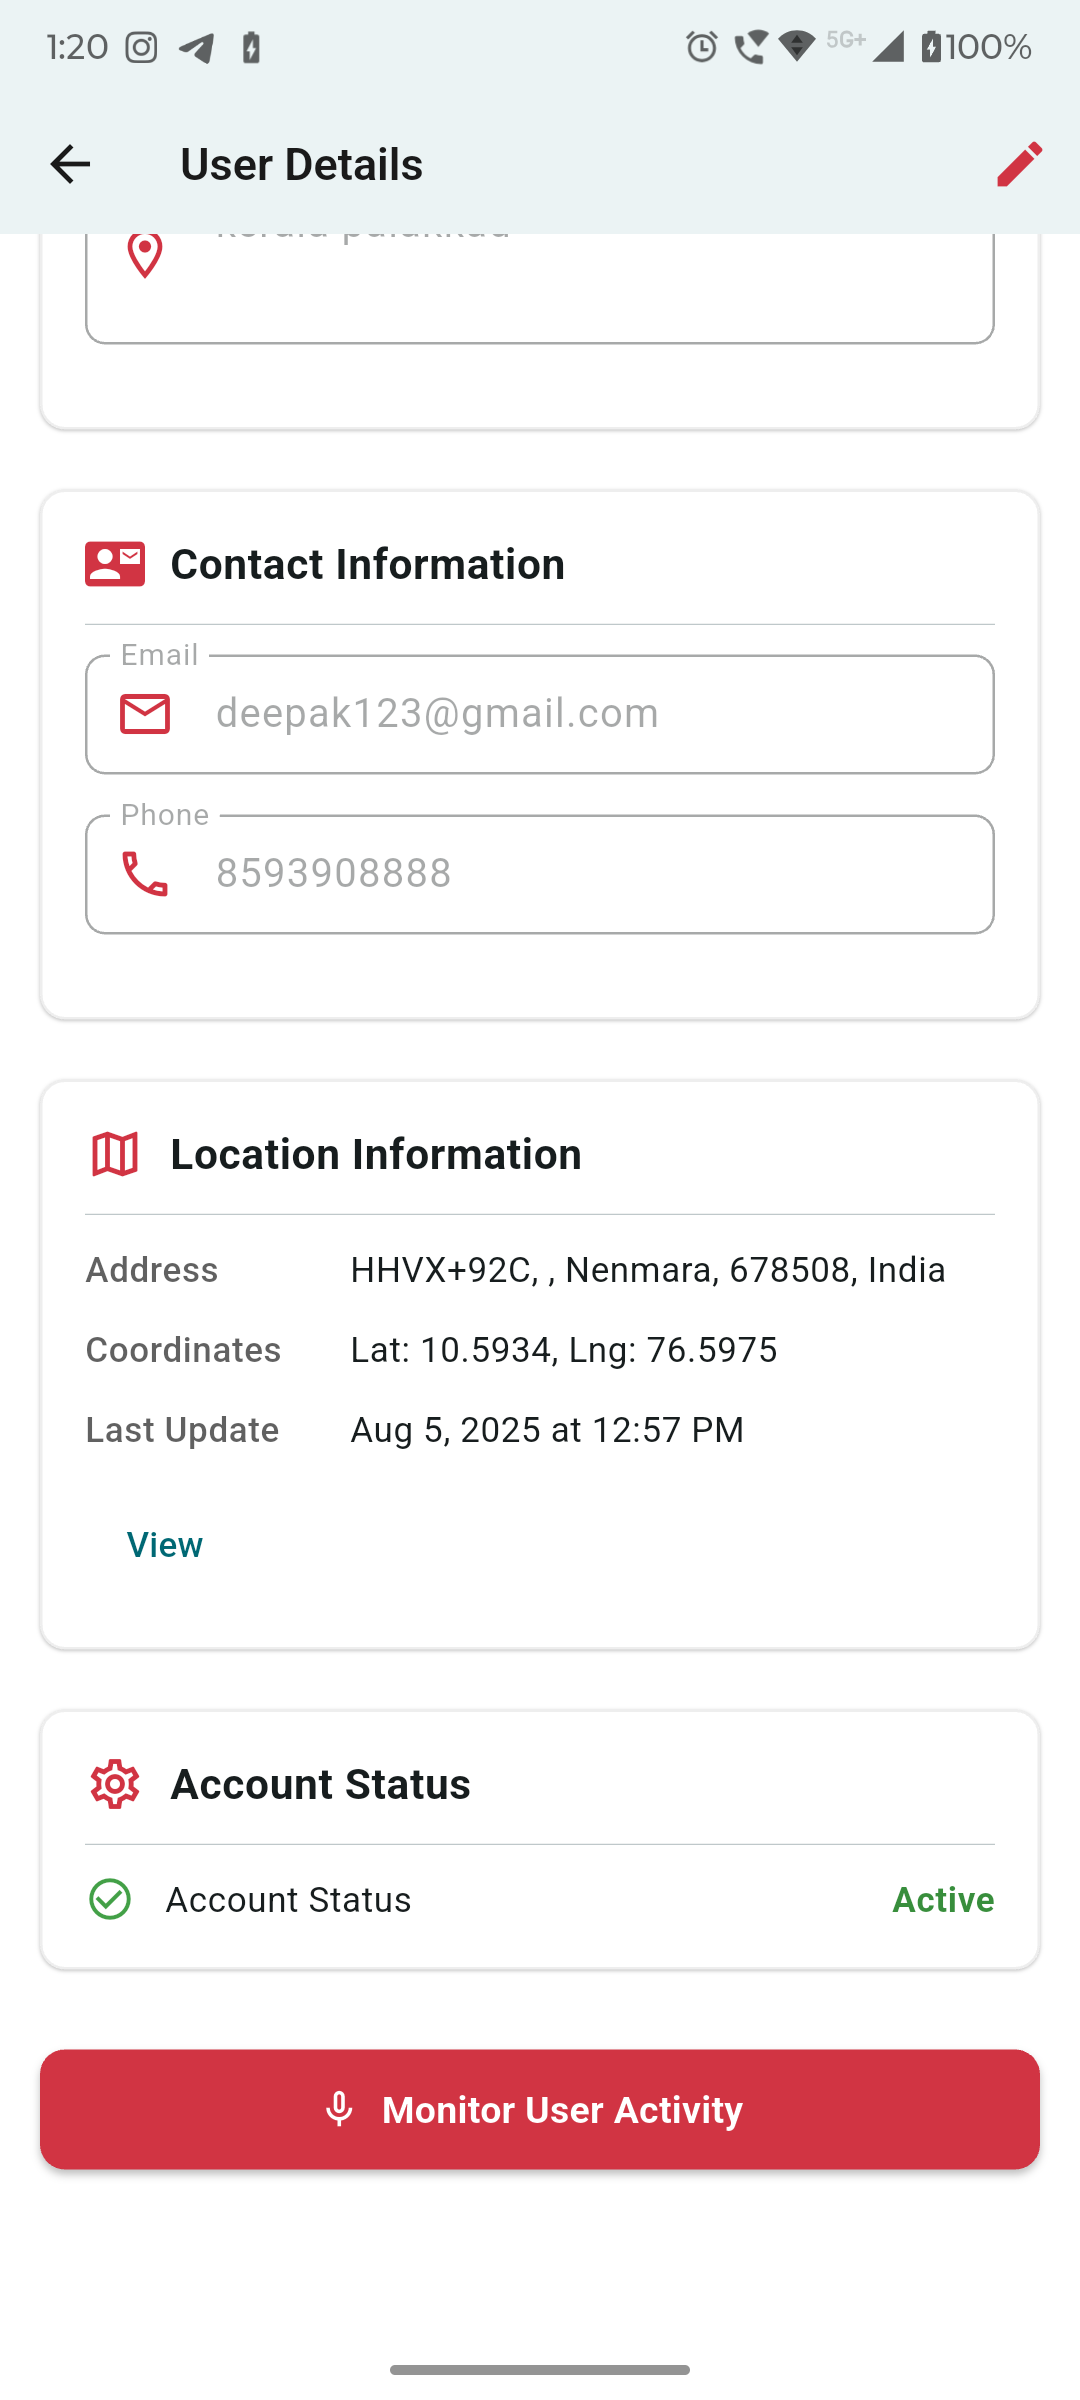 1:20 5G+ 100%
User Details
Contact Information
Email
deepak123@gmail.com
Phone
8593908888
Location Information
Address HHVX+92C, , Nenmara, 678508, India
Coordinates Lat: 10.5934, Lng: 76.5975
Last Update Aug 5, 2025 at 12:57 PM
View
Account Status
Account Status Active
Monitor User Activity